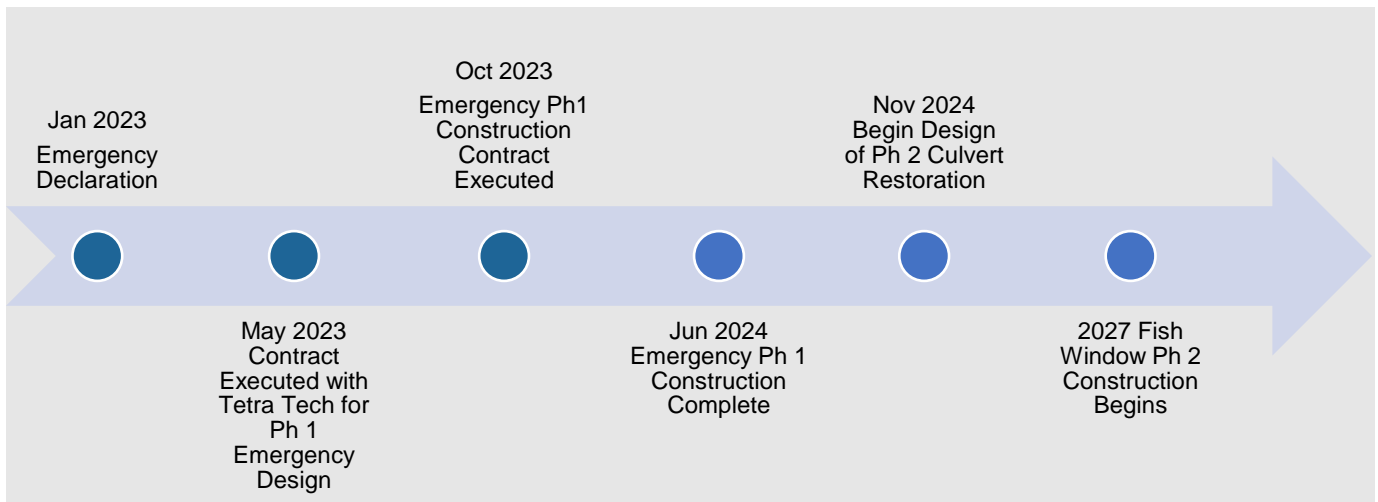 Jan 2023
Emergency
Declaration
May 2023
Contract
Executed with
Tetra Tech for
Ph 1
Emergency
Design
Oct 2023
Emergency Ph1
Construction
Contract
Executed
Jun 2024
Emergency Ph 1
Construction
Complete
Nov 2024
Begin Design
of Ph 2 Culvert
Restoration
2027 Fish
Window Ph 2
Construction
Begins